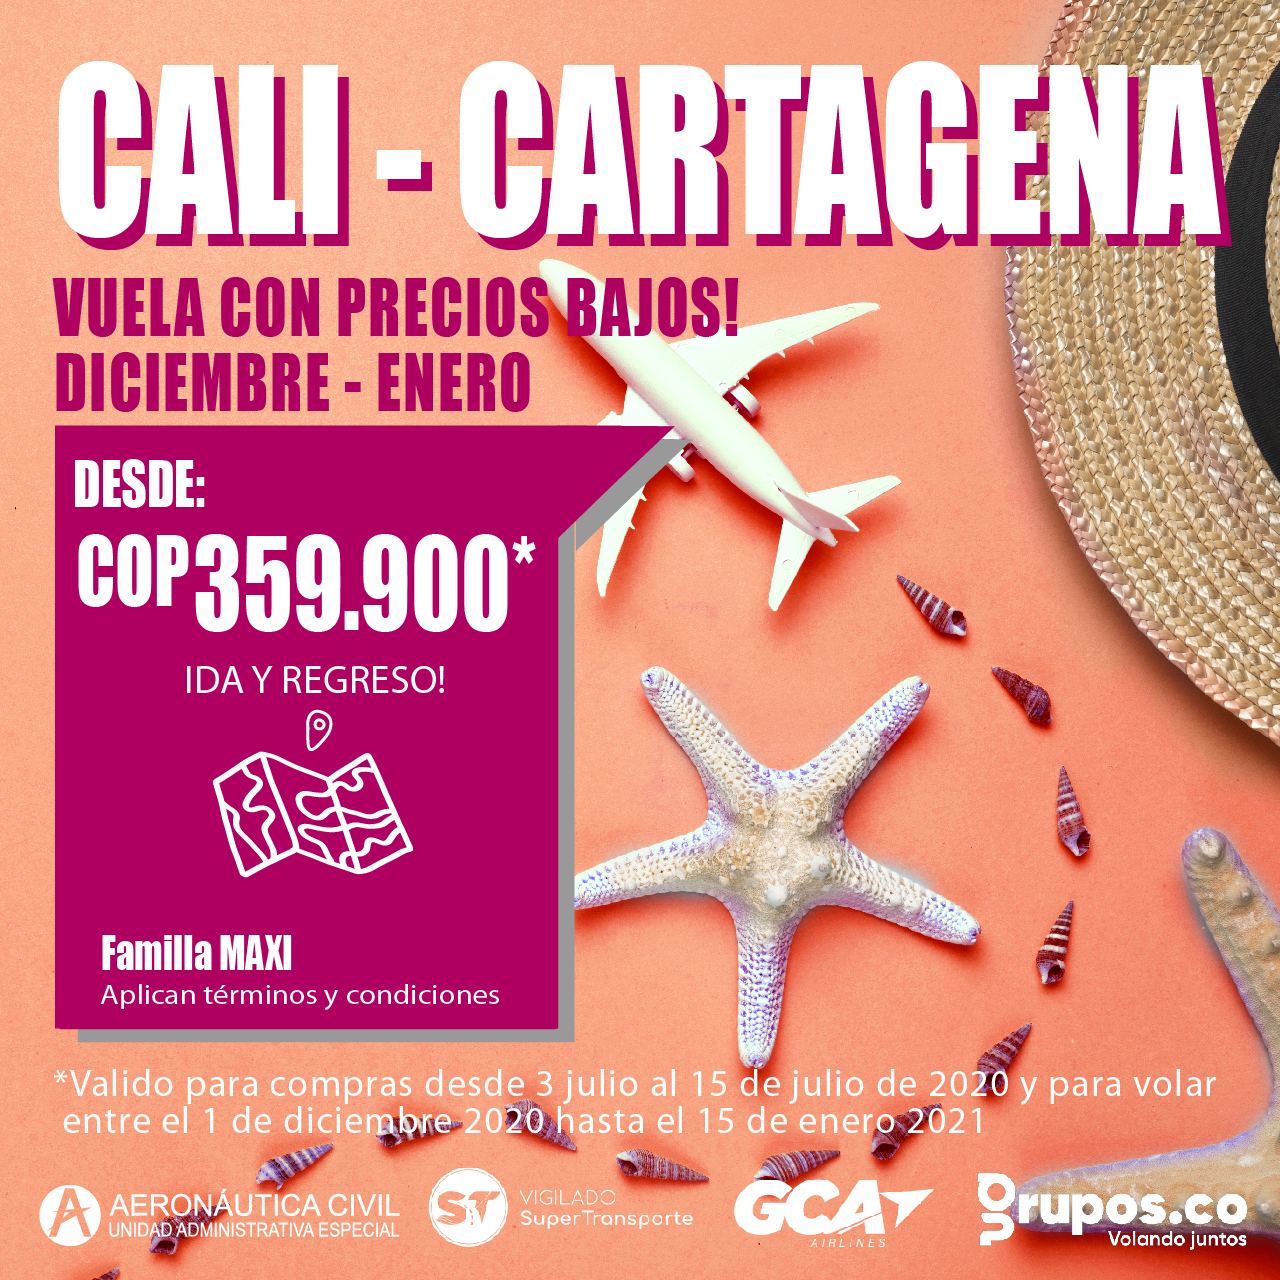 CALI - CARTAGENA
VUELA CON PRECIOS BAJOS!
DICIEMBRE - ENERO
DESDE:
COP359.900*
IDA Y REGRESO!
Familla MAXI
Aplican términos y condiciones
*Valido para compras desde 3 julio al 15 de julio de 2020 y para volar
entre el 1 de diciembre 2020 hasta el 15 de enero 2021
AERONÁUTICA CIVIL
UNIDAD ADMINISTRATIVA ESPECIAL
ST
VIGILADO
SuperTransporte
GCA
AIRLINES
grupos.co
Volando juntos